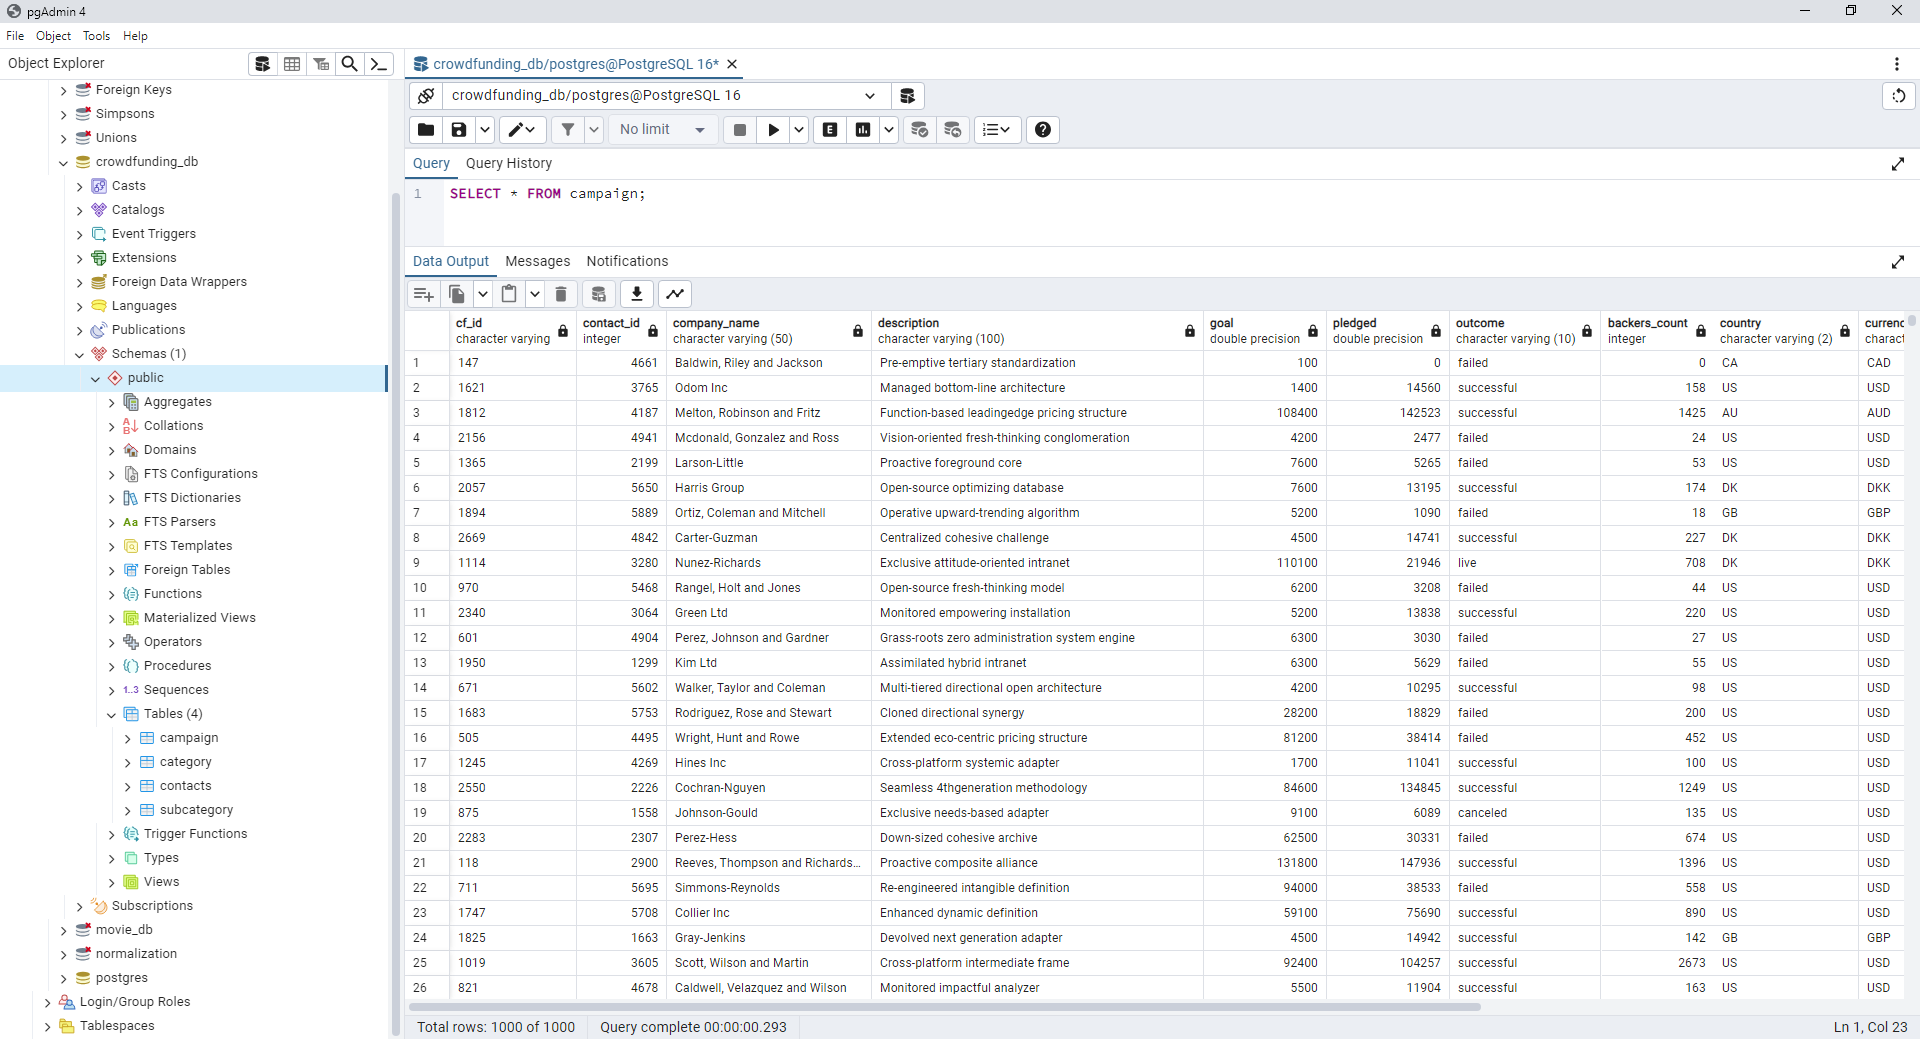 pgAdmin 4
File Object Tools Help
Object Explorer
Foreign Keys
Simpsons
Unions
crowdfunding_db
Casts
Catalogs
Event Triggers
Extensions
Foreign Data Wrappers
Languages
Publications
Schemas (1)
public
Aggregates
Collations
Domains
FTS Configurations
FTS Dictionaries
FTS Parsers
FTS Templates
Foreign Tables
Functions
Materialized Views
Operators
Procedures
Sequences
Tables (4)
campaign
category
contacts
subcategory
Trigger Functions
Types
Views
Subscriptions
movie_db
normalization
postgres
Login/Group Roles
Tablespaces
crowdfunding_db/postgres@PostgreSQL 16*
crowdfunding_db/postgres@PostgreSQL 16
No limit
Query Query History
1 SELECT * FROM campaign;
Data Output Messages Notifications
cf_id contact_id company_name description goal pledged outcome backers_count country currenc
character varying integer character varying (50) character varying (100) double precision double precision character varying (10) integer character varying (2) charact
1 147 4661 Baldwin, Riley and Jackson Pre-emptive tertiary standardization 100 0 failed 0 CA CAD
2 1621 3765 Odom Inc Managed bottom-line architecture 1400 14560 successful 158 US USD
3 1812 4187 Melton, Robinson and Fritz Function-based leadingedge pricing structure 108400 142523 successful 1425 AU AUD
4 2156 4941 Mcdonald, Gonzalez and Ross Vision-oriented fresh-thinking conglomeration 4200 2477 failed 24 US USD
5 1365 2199 Larson-Little Proactive foreground core 7600 5265 failed 53 US USD
6 2057 5650 Harris Group Open-source optimizing database 7600 13195 successful 174 DK DKK
7 1894 5889 Ortiz, Coleman and Mitchell Operative upward-trending algorithm 5200 1090 failed 18 GB GBP
8 2669 4842 Carter-Guzman Centralized cohesive challenge 4500 14741 successful 227 DK DKK
9 1114 3280 Nunez-Richards Exclusive attitude-oriented intranet 110100 21946 live 708 DK DKK
10 970 5468 Rangel, Holt and Jones Open-source fresh-thinking model 6200 3208 failed 44 US USD
11 2340 3064 Green Ltd Monitored empowering installation 5200 13838 successful 220 US USD
12 601 4904 Perez, Johnson and Gardner Grass-roots zero administration system engine 6300 3030 failed 27 US USD
13 1950 1299 Kim Ltd Assimilated hybrid intranet 6300 5629 failed 55 US USD
14 671 5602 Walker, Taylor and Coleman Multi-tiered directional open architecture 4200 10295 successful 98 US USD
15 1683 5753 Rodriguez, Rose and Stewart Cloned directional synergy 28200 18829 failed 200 US USD
16 505 4495 Wright, Hunt and Rowe Extended eco-centric pricing structure 81200 38414 failed 452 US USD
17 1245 4269 Hines Inc Cross-platform systemic adapter 1700 11041 successful 100 US USD
18 2550 2226 Cochran-Nguyen Seamless 4thgeneration methodology 84600 134845 successful 1249 US USD
19 875 1558 Johnson-Gould Exclusive needs-based adapter 9100 6089 canceled 135 US USD
20 2283 2307 Perez-Hess Down-sized cohesive archive 62500 30331 failed 674 US USD
21 118 2900 Reeves, Thompson and Richards... Proactive composite alliance 131800 147936 successful 1396 US USD
22 711 5695 Simmons-Reynolds Re-engineered intangible definition 94000 38533 failed 558 US USD
23 1747 5708 Collier Inc Enhanced dynamic definition 59100 75690 successful 890 US USD
24 1825 1663 Gray-Jenkins Devolved next generation adapter 4500 14942 successful 142 GB GBP
25 1019 3605 Scott, Wilson and Martin Cross-platform intermediate frame 92400 104257 successful 2673 US USD
26 821 4678 Caldwell, Velazquez and Wilson Monitored impactful analyzer 5500 11904 successful 163 US USD
Total rows: 1000 of 1000 Query complete 00:00:00.293 Ln 1, Col 23